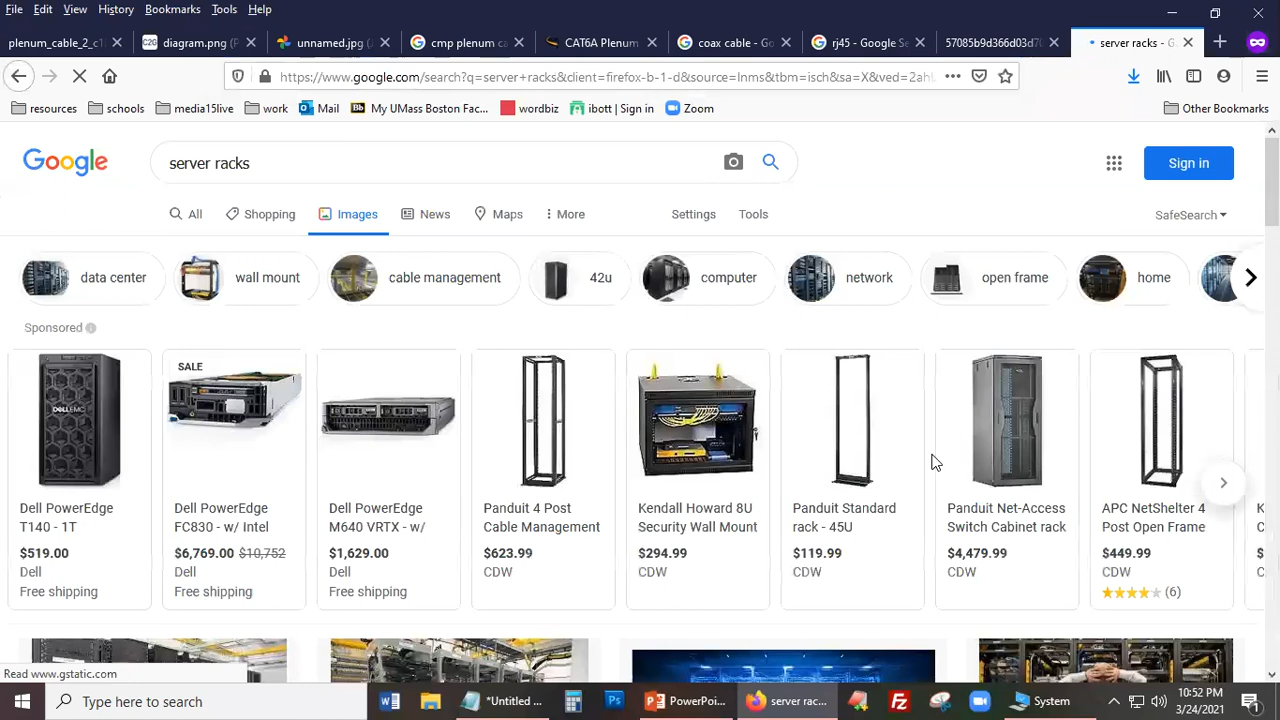 File Edit View History Bookmarks Tools Help
plenum_cable_2_c1 diagram.png ( unnamed.jpg ( cmp plenum ca CAT6A Plenum coax cable - Go rj45 - Google Se 57085b9d366d03d7 server racks - G
https://www.google.com/search?q=server+racks&client=firefox-b-1-d&source=lnms&tbm=isch&sa=X&ved=2ahU
resources schools media15live work Mail My UMass Boston Fac... wordbiz ibott | Sign in Zoom Other Bookmarks
Google server racks Sign in
All Shopping Images News Maps More Settings Tools SafeSearch
data center wall mount cable management 42u computer network open frame home
Sponsored
SALE
DELLEMC
Dell PowerEdge Dell PowerEdge Dell PowerEdge Panduit 4 Post Kendall Howard 8U Panduit Standard Panduit Net-Access APC NetShelter 4
T140 - 1T FC830 - w/ Intel M640 VRTX - w/ Cable Management Security Wall Mount rack - 45U Switch Cabinet rack Post Open Frame
$519.00 $6,769.00 $10,752 $1,629.00 $623.99 $294.99 $119.99 $4,479.99 $449.99
Dell Dell Dell CDW CDW CDW CDW CDW
Free shipping Free shipping Free shipping (6)
Read www.gstatic.com
Type here to search *Untitled ... PowerPoi... server rac... System 10:52 PM
3/24/2021